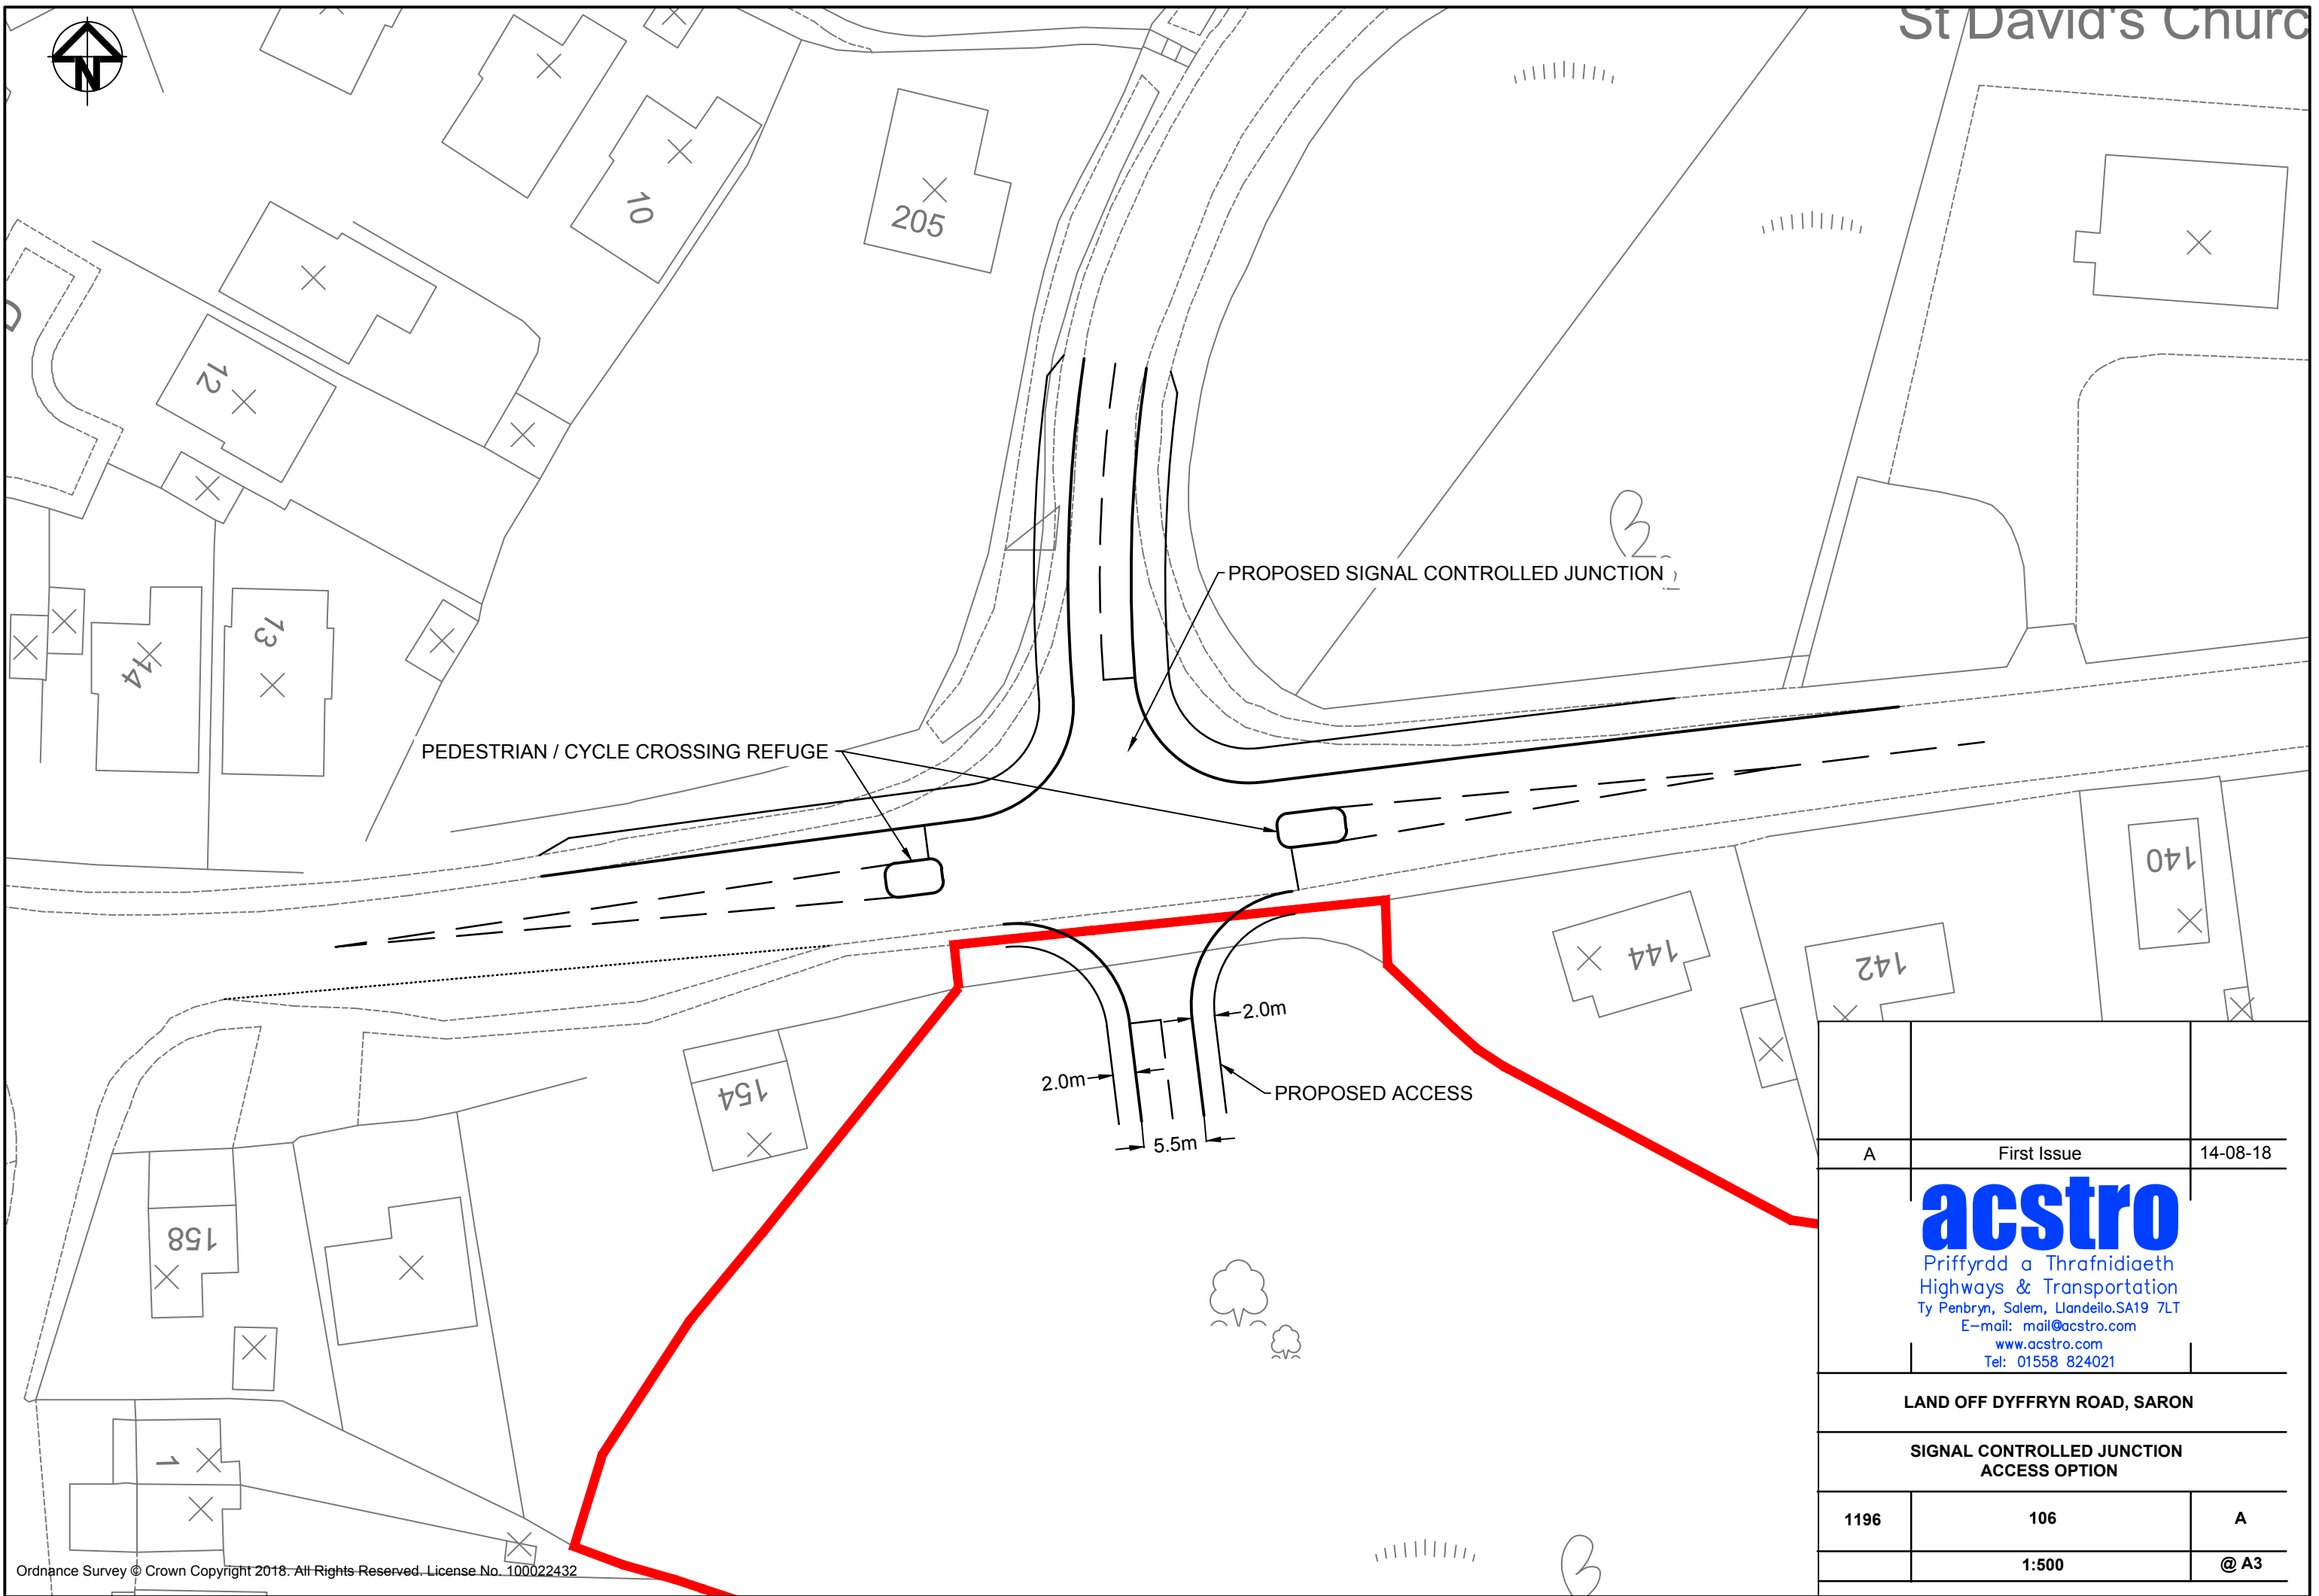 St David's Churc
N
10
205
12
13
14
PROPOSED SIGNAL CONTROLLED JUNCTION
PEDESTRIAN / CYCLE CROSSING REFUGE
140
144
142
154
2.0m
2.0m
PROPOSED ACCESS
5.5m
158
1
A First Issue 14-08-18
acstro
Priffyrdd a Thrafnidiaeth
Highways & Transportation
Ty Penbryn, Salem, Llandeilo.SA19 7LT
E-mail: mail@acstro.com
www.acstro.com
Tel: 01558 824021
LAND OFF DYFFRYN ROAD, SARON
SIGNAL CONTROLLED JUNCTION
ACCESS OPTION
1196 106 A
1:500 @ A3
Ordnance Survey © Crown Copyright 2018. All Rights Reserved. License No. 100022432